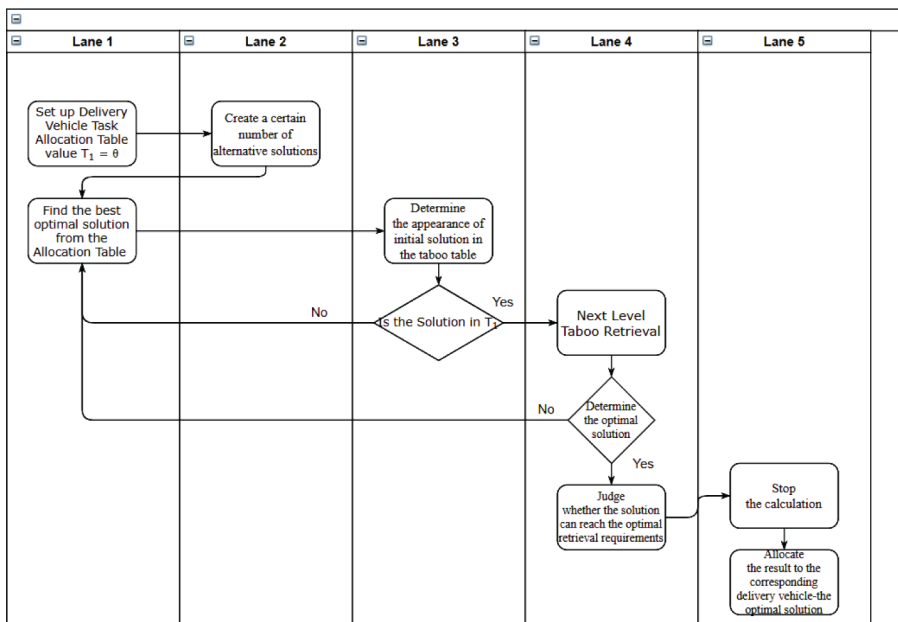 Lane 1
Lane 2
Lane 3
Lane 4
Lane 5
Set up Delivery
Vehicle Task
Allocation Table
value T₁ = θ
Create a certain
number of
alternative solutions
Find the best
optimal solution
from the
Allocation Table
Determine
the appearance of
initial solution in
the taboo table
Is the Solution in T₁
No
Yes
Next Level
Taboo Retrieval
Determine
the optimal
solution
No
Yes
Judge
whether the solution
can reach the optimal
retrieval requirements
Stop
the calculation
Allocate
the result to the
corresponding
delivery vehicle-the
optimal solution